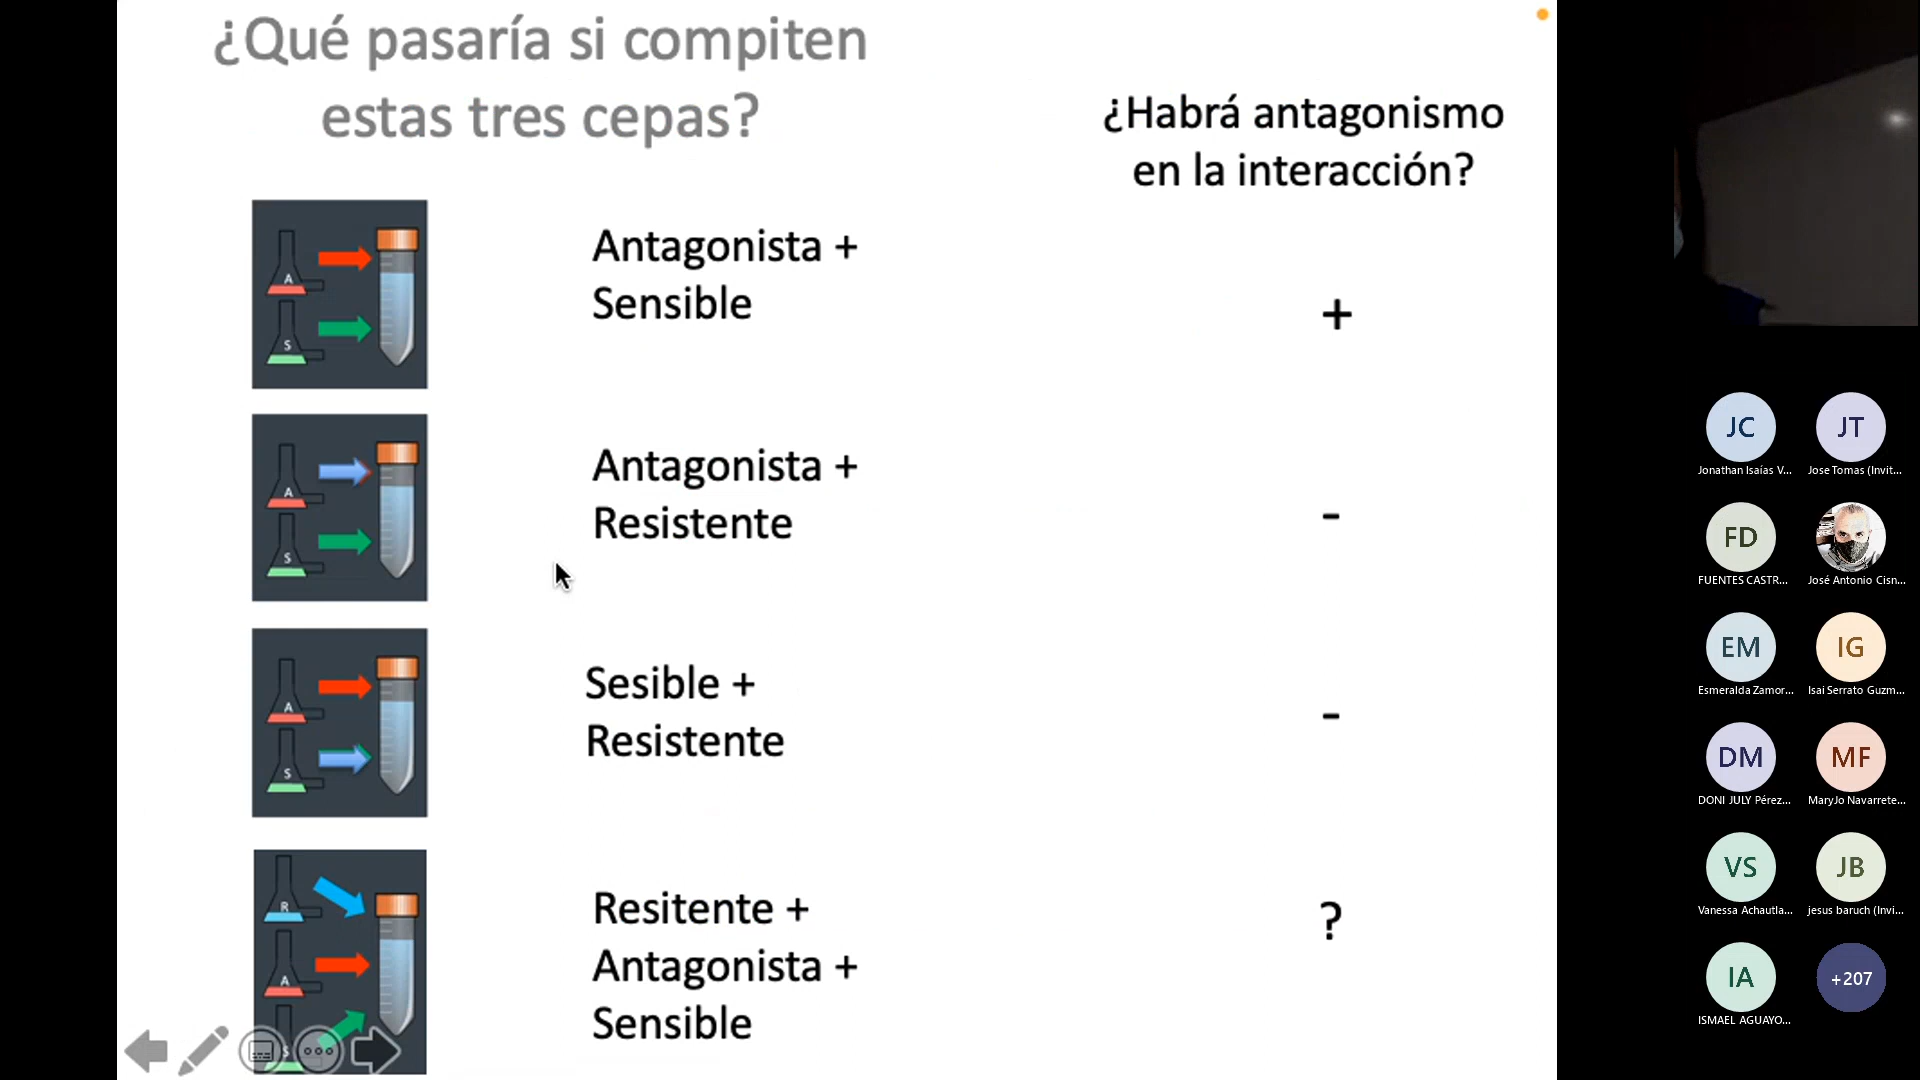 ¿Qué pasaría si compiten
estas tres cepas?
¿Habrá antagonismo
en la interacción?
A
S
Antagonista +
Sensible
+
A
S
Antagonista +
Resistente
-
A
S
Sesible +
Resistente
-
R
A
S
Resitente +
Antagonista +
Sensible
?
JC
Jonathan Isaías V...
JT
Jose Tomas (Invit...
FD
FUENTES CASTR...
José Antonio Cisn...
EM
Esmeralda Zamor...
IG
Isai Serrato Guzm...
DM
DONI JULY Pérez...
MF
MaryJo Navarrete...
VS
Vanessa Achautla...
JB
jesus baruch (Invi...
IA
ISMAEL AGUAYO...
+207